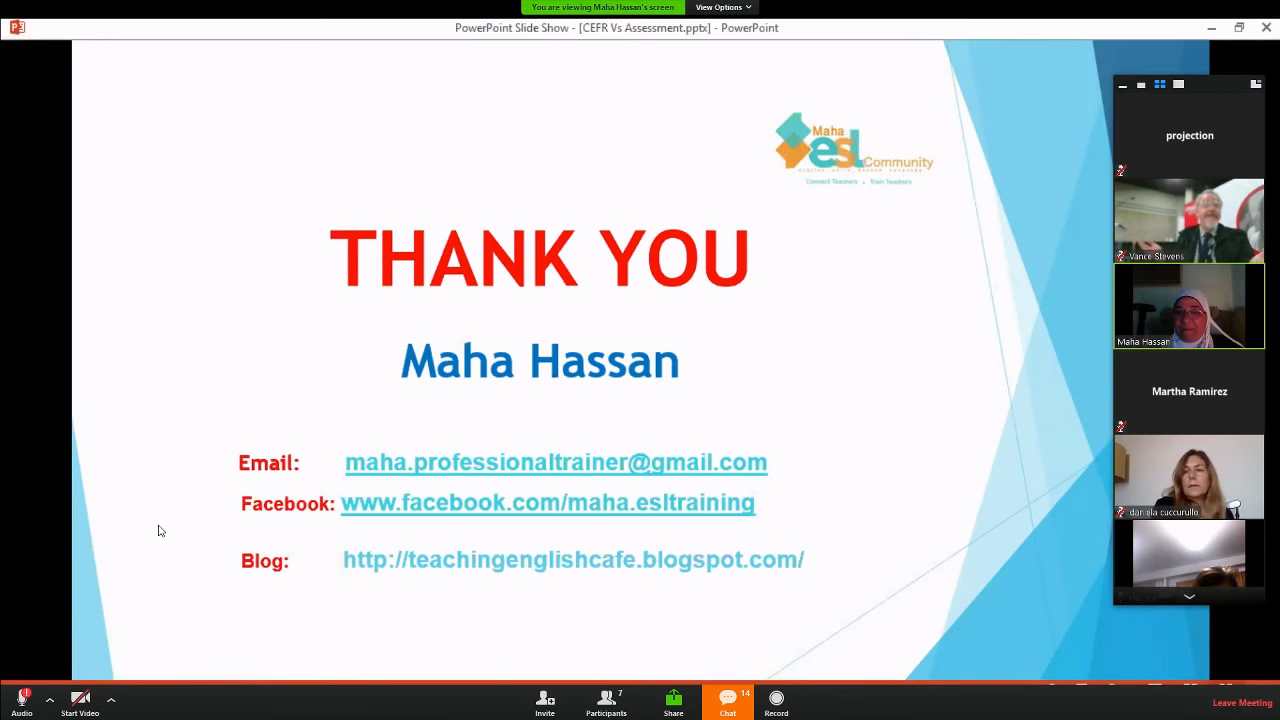 You are viewing Maha Hassan's screen
View Options
PowerPoint Slide Show - [CEFR Vs Assessment.pptx] - PowerPoint
Maha
esl Community
Connect Teachers . Train Teachers
THANK YOU
Maha Hassan
Email: maha.professionaltrainer@gmail.com
Facebook: www.facebook.com/maha.esltraining
Blog: http://teachingenglishcafe.blogspot.com/
projection
Vance Stevens
Maha Hassan
Martha Ramirez
daniela cuccurullo
Audio
Start Video
Invite
Participants 7
Share
Chat 14
Record
Leave Meeting